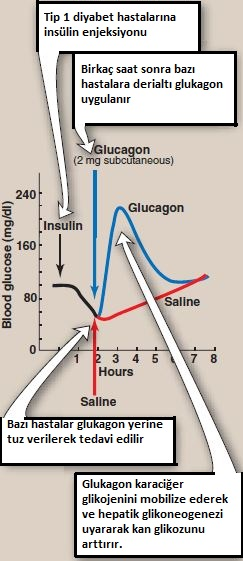 Tip 1 diyabet hastalarına
insülin enjeksiyonu
Birkaç saat sonra bazı
hastalara derialtı glukagon
uygulanır
Glucagon
(2 mg subcutaneous)
240
160
80
0
Blood glucose (mg/dl)
Insulin
Glucagon
Saline
1 2 3 4 5 6 7 8
Hours
Saline
Bazı hastalar glukagon yerine
tuz verilerek tedavi edilir
Glukagon karaciğer
glikojenini mobilize ederek
ve hepatik glikoneogenezi
uyararak kan glikozunu
arttırır.